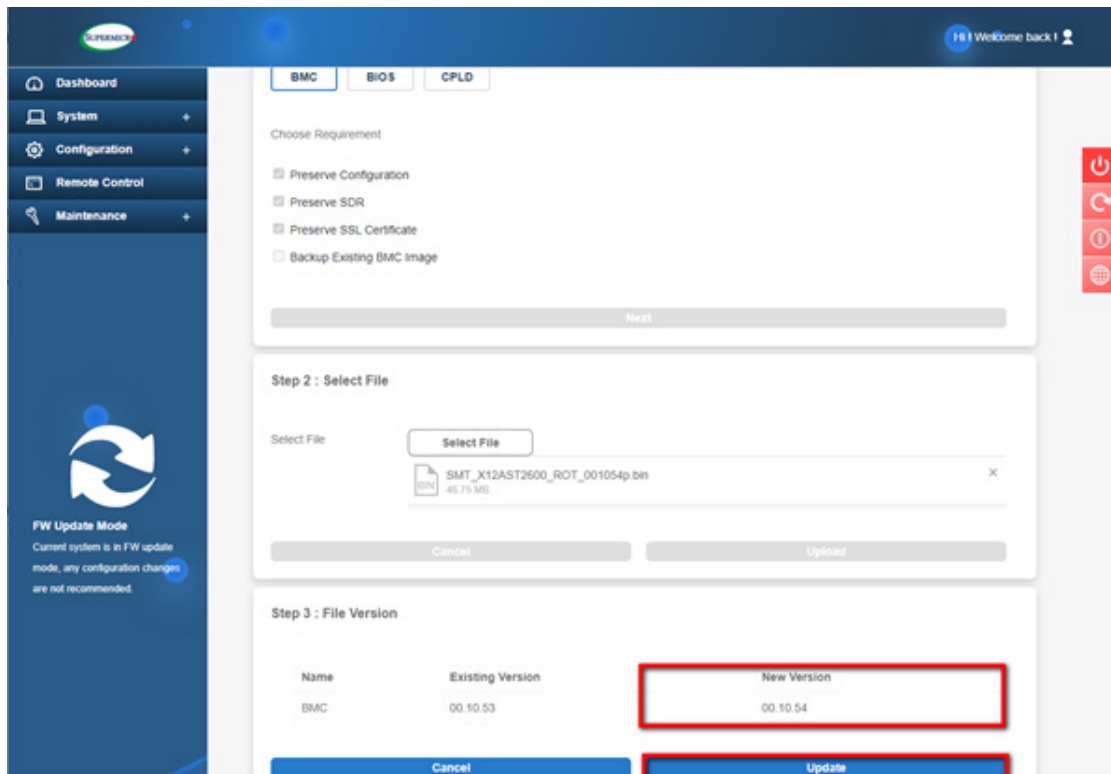 SUPERMICR
Hi ! Welcome back !
Dashboard
System +
Configuration +
Remote Control
Maintenance +
FW Update Mode
Current system is in FW update
mode, any configuration changes
are not recommended.
BMC BIOS CPLD
Choose Requirement
Preserve Configuration
Preserve SDR
Preserve SSL Certificate
Backup Existing BMC Image
Next
Step 2 : Select File
Select File Select File
BIN SMT_X12AST2600_ROT_001054p.bin
46.75 MB
Cancel Upload
Step 3 : File Version
Name Existing Version New Version
BMC 00.10.53 00.10.54
Cancel Update